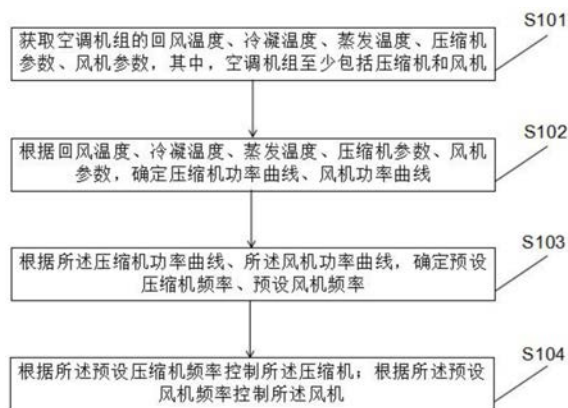 S101
获取空调机组的回风温度、冷凝温度、蒸发温度、压缩机
参数、风机参数，其中，空调机组至少包括压缩机和风机
S102
根据回风温度、冷凝温度、蒸发温度、压缩机参数、风机
参数，确定压缩机功率曲线、风机功率曲线
S103
根据所述压缩机功率曲线、所述风机功率曲线，确定预设
压缩机频率、预设风机频率
S104
根据所述预设压缩机频率控制所述压缩机；根据所述预设
风机频率控制所述风机